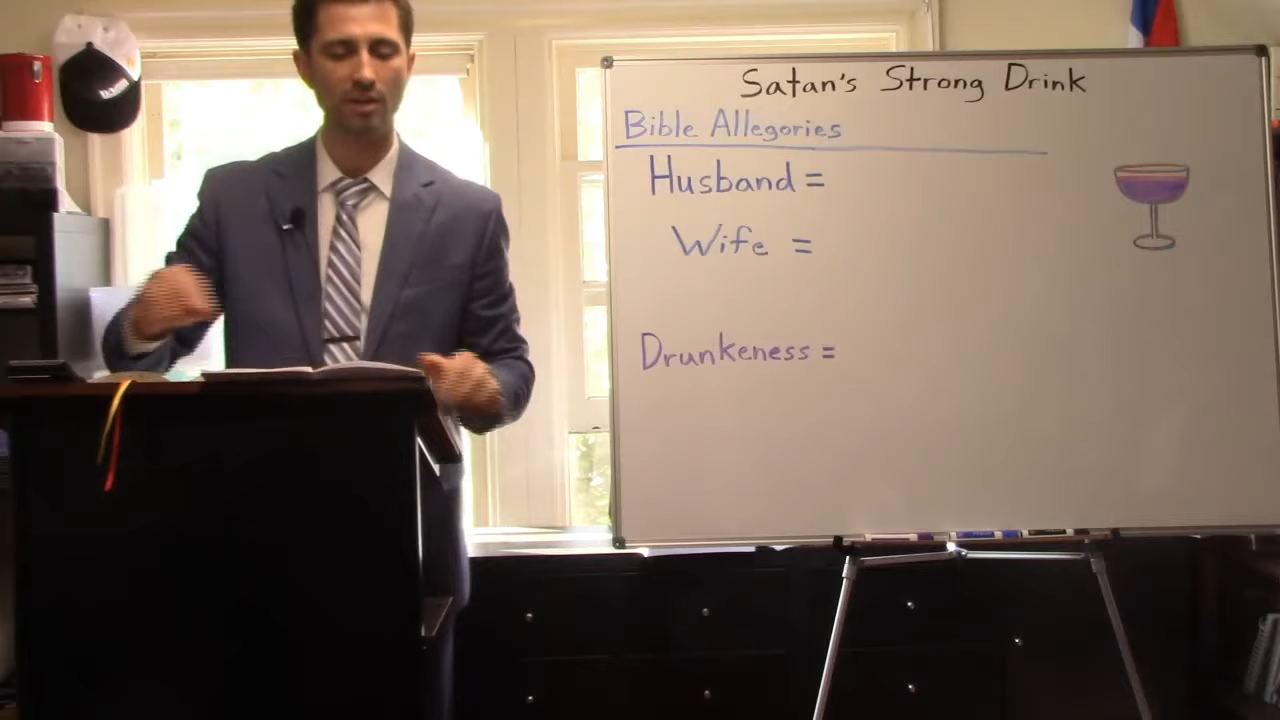 Satan's Strong Drink
Bible Allegories
Husband =
Wife =
Drunkeness =